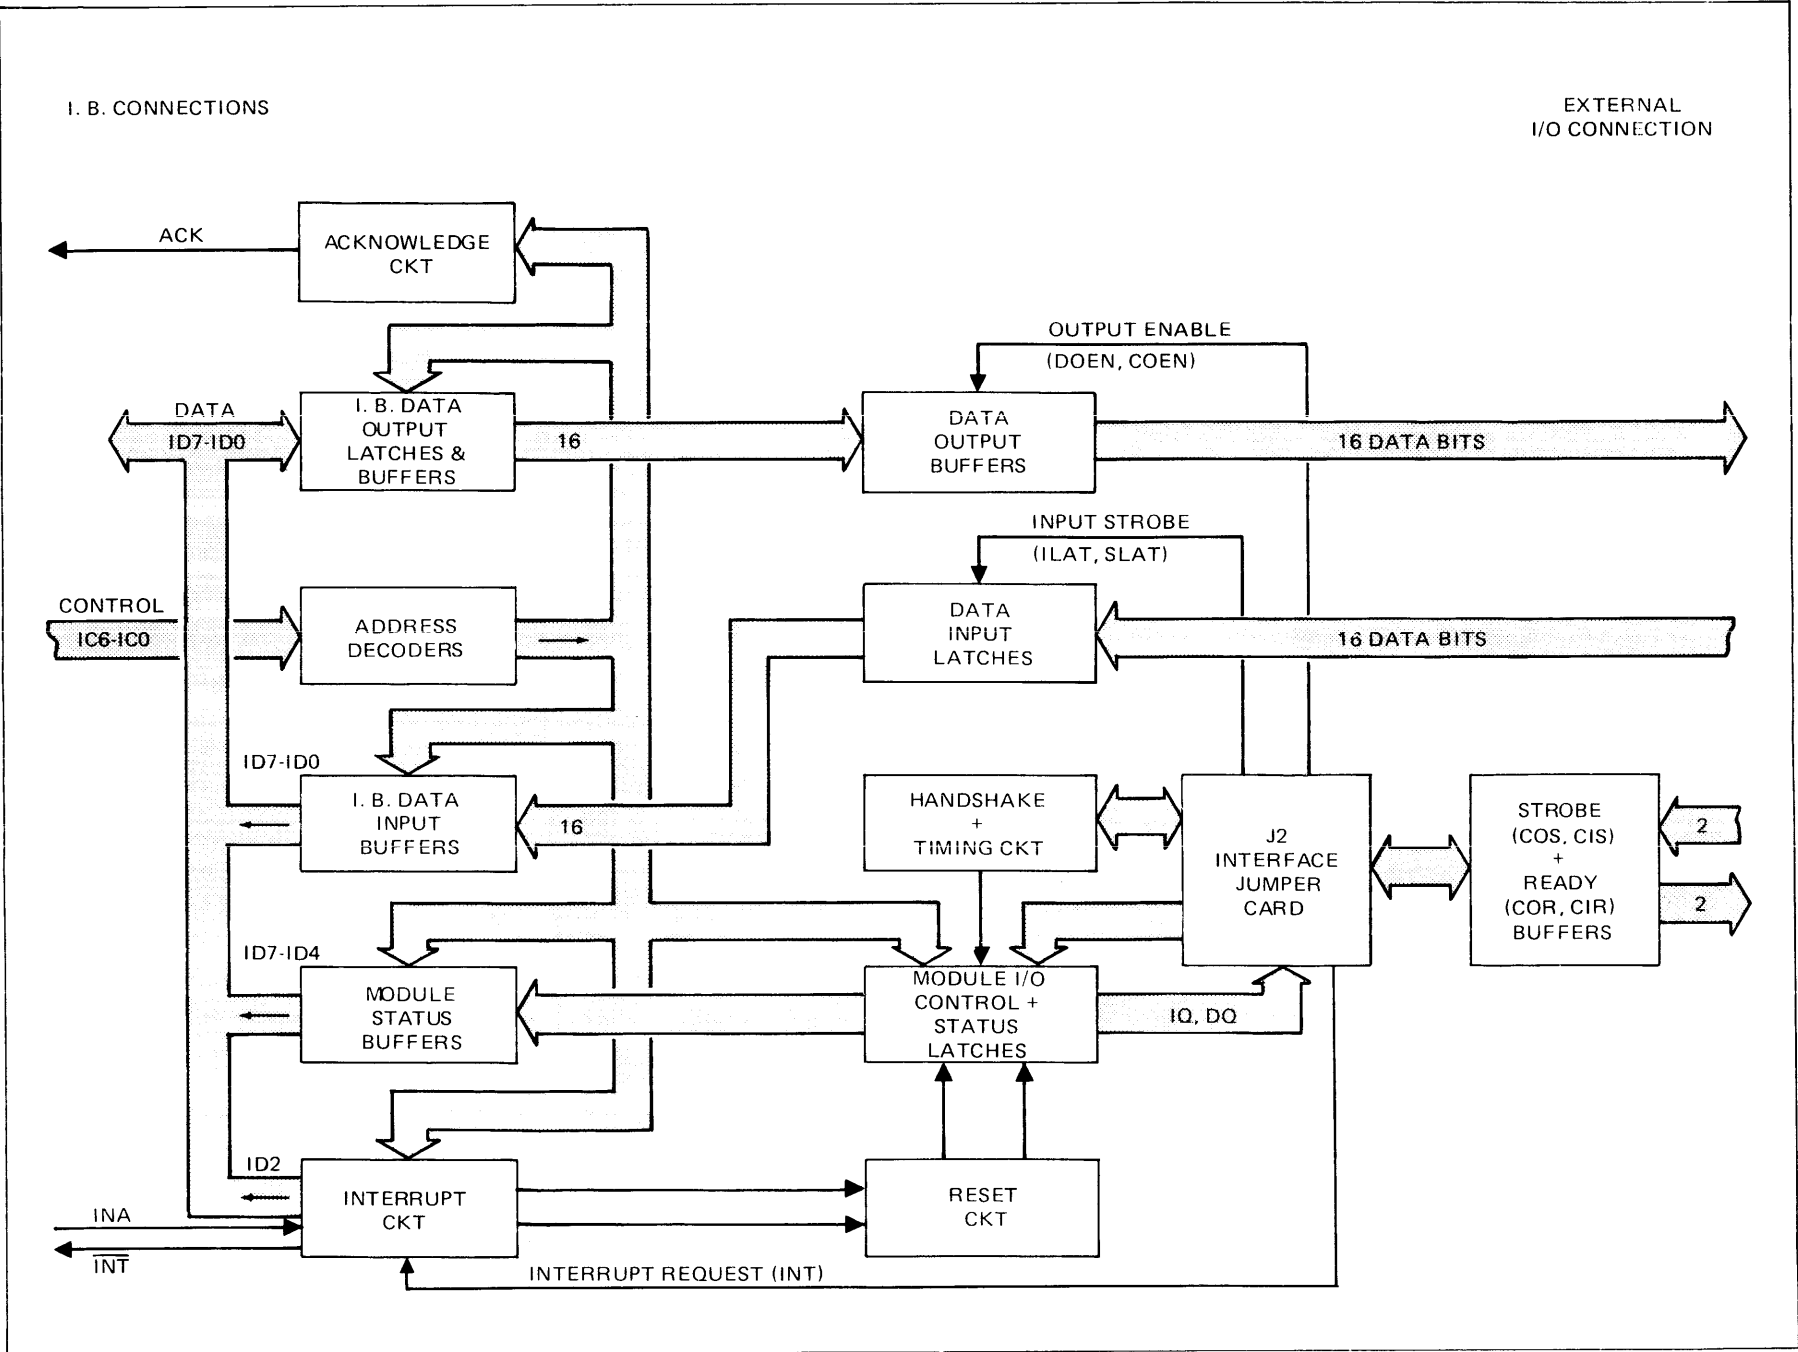 I. B. CONNECTIONS
EXTERNAL
I/O CONNECTION
ACK
ACKNOWLEDGE
CKT
OUTPUT ENABLE
(DOEN, COEN)
DATA
ID7-ID0
I. B. DATA
OUTPUT
LATCHES &
BUFFERS
16
DATA
OUTPUT
BUFFERS
16 DATA BITS
INPUT STROBE
(ILAT, SLAT)
CONTROL
IC6-IC0
ADDRESS
DECODERS
DATA
INPUT
LATCHES
16 DATA BITS
ID7-ID0
I. B. DATA
INPUT
BUFFERS
16
HANDSHAKE
+
TIMING CKT
J2
INTERFACE
JUMPER
CARD
STROBE
(COS, CIS)
+
READY
(COR, CIR)
BUFFERS
2
2
ID7-ID4
MODULE
STATUS
BUFFERS
MODULE I/O
CONTROL +
STATUS
LATCHES
IQ, DQ
ID2
INTERRUPT
CKT
RESET
CKT
INA
INT
INTERRUPT REQUEST (INT)